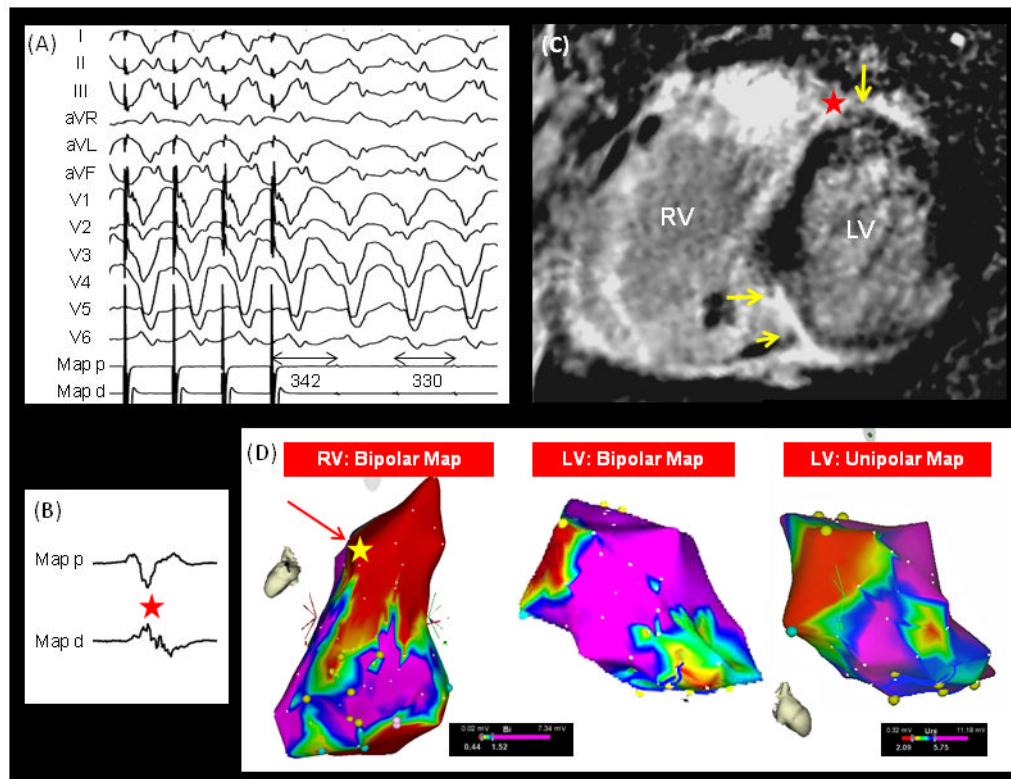 (A)
I
II
III
aVR
aVL
aVF
V1
V2
V3
V4
V5
V6
Map p
Map d
342
330
(C)
RV
LV
(B)
Map p
Map d
(D)
RV: Bipolar Map
LV: Bipolar Map
LV: Unipolar Map
0.02 mV Bi 7.34 mV
0.44 1.52
0.32 mV Uni 11.18 mV
2.09 5.75